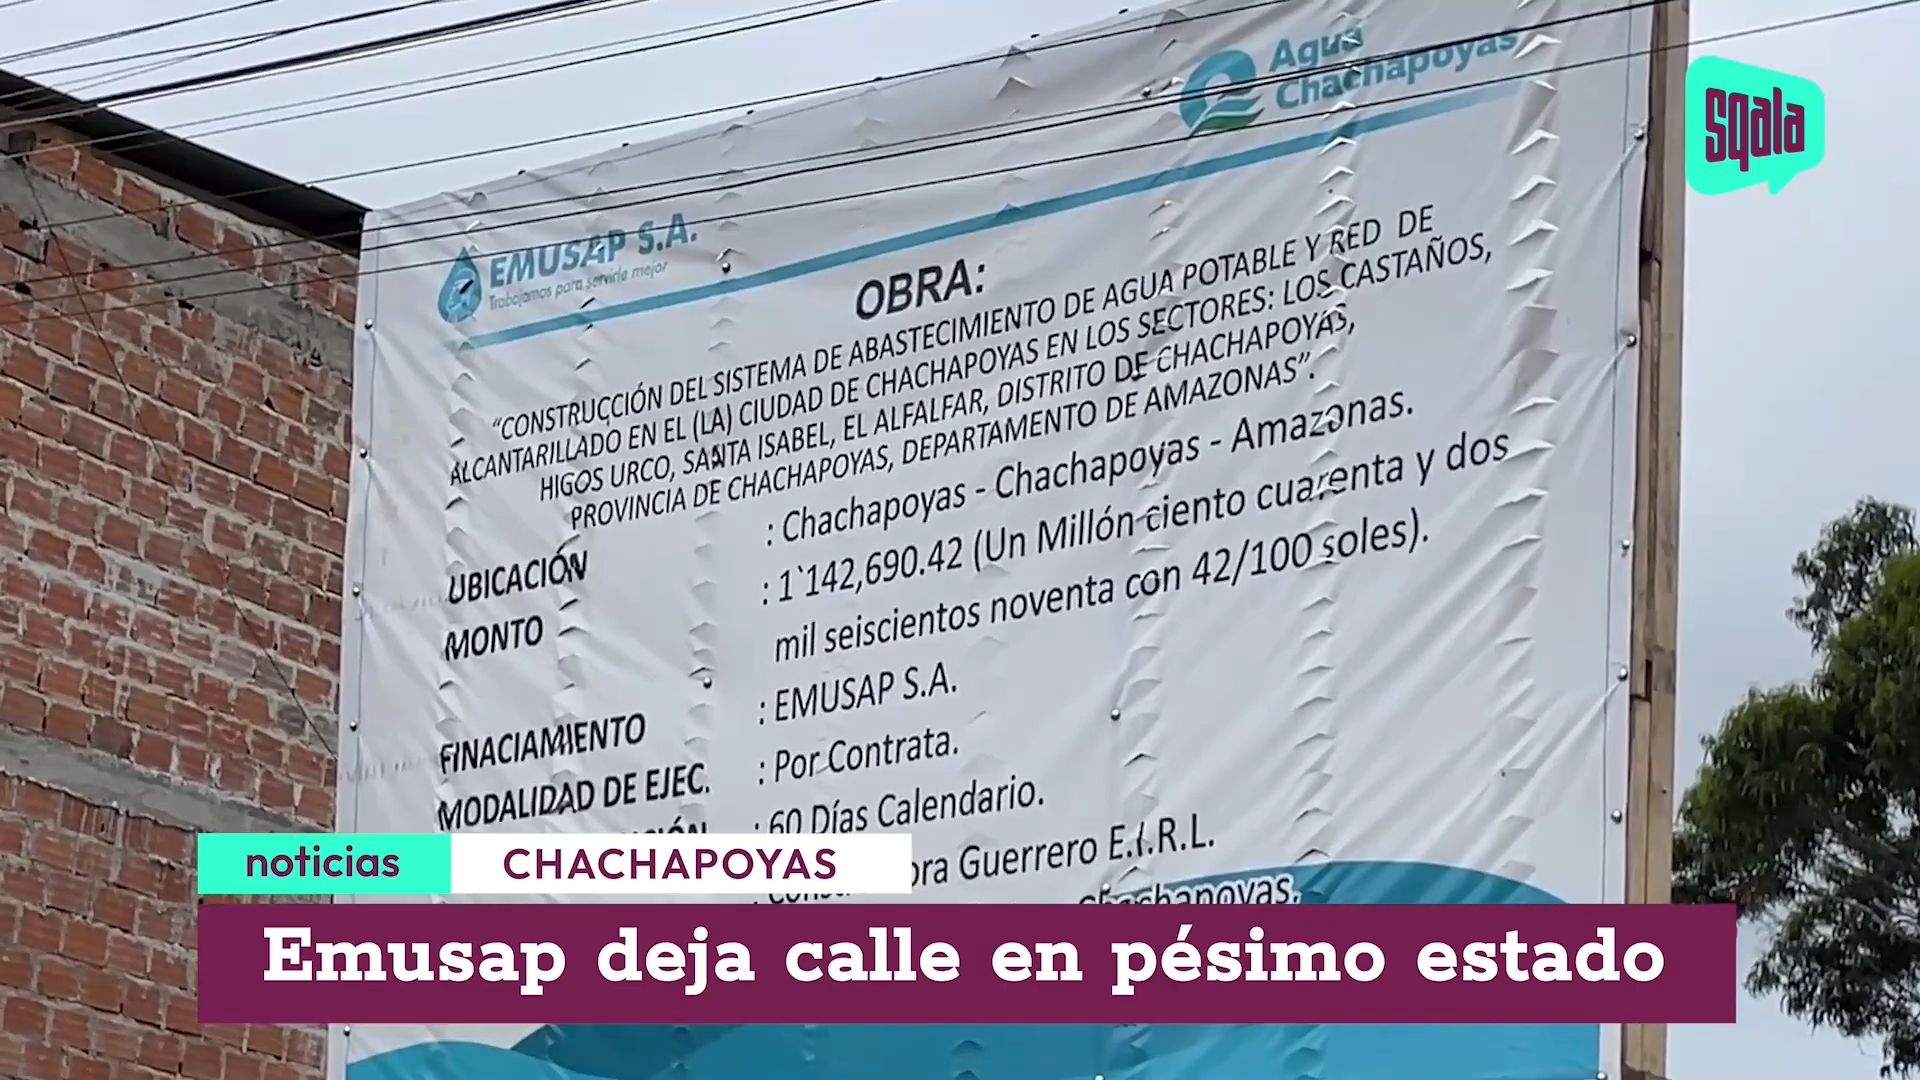 Agua
Chachapoyas
sqala
EMUSAP S.A.
Trabajamos para servirle mejor
OBRA:
“CONSTRUCCIÓN DEL SISTEMA DE ABASTECIMIENTO DE AGUA POTABLE Y RED DE
ALCANTARILLADO EN EL (LA) CIUDAD DE CHACHAPOYAS EN LOS SECTORES: LOS CASTAÑOS,
HIGOS URCO, SANTA ISABEL, EL ALFALFAR, DISTRITO DE CHACHAPOYAS,
PROVINCIA DE CHACHAPOYAS, DEPARTAMENTO DE AMAZONAS”.
UBICACIÓN : Chachapoyas - Chachapoyas - Amazonas.
MONTO : 1`142,690.42 (Un Millón ciento cuarenta y dos
mil seiscientos noventa con 42/100 soles).
FINACIAMIENTO : EMUSAP S.A.
MODALIDAD DE EJEC. : Por Contrata.
: 60 Días Calendario.
Guerrero E.I.R.L.
Chachapoyas.
noticias
CHACHAPOYAS
Emusap deja calle en pésimo estado